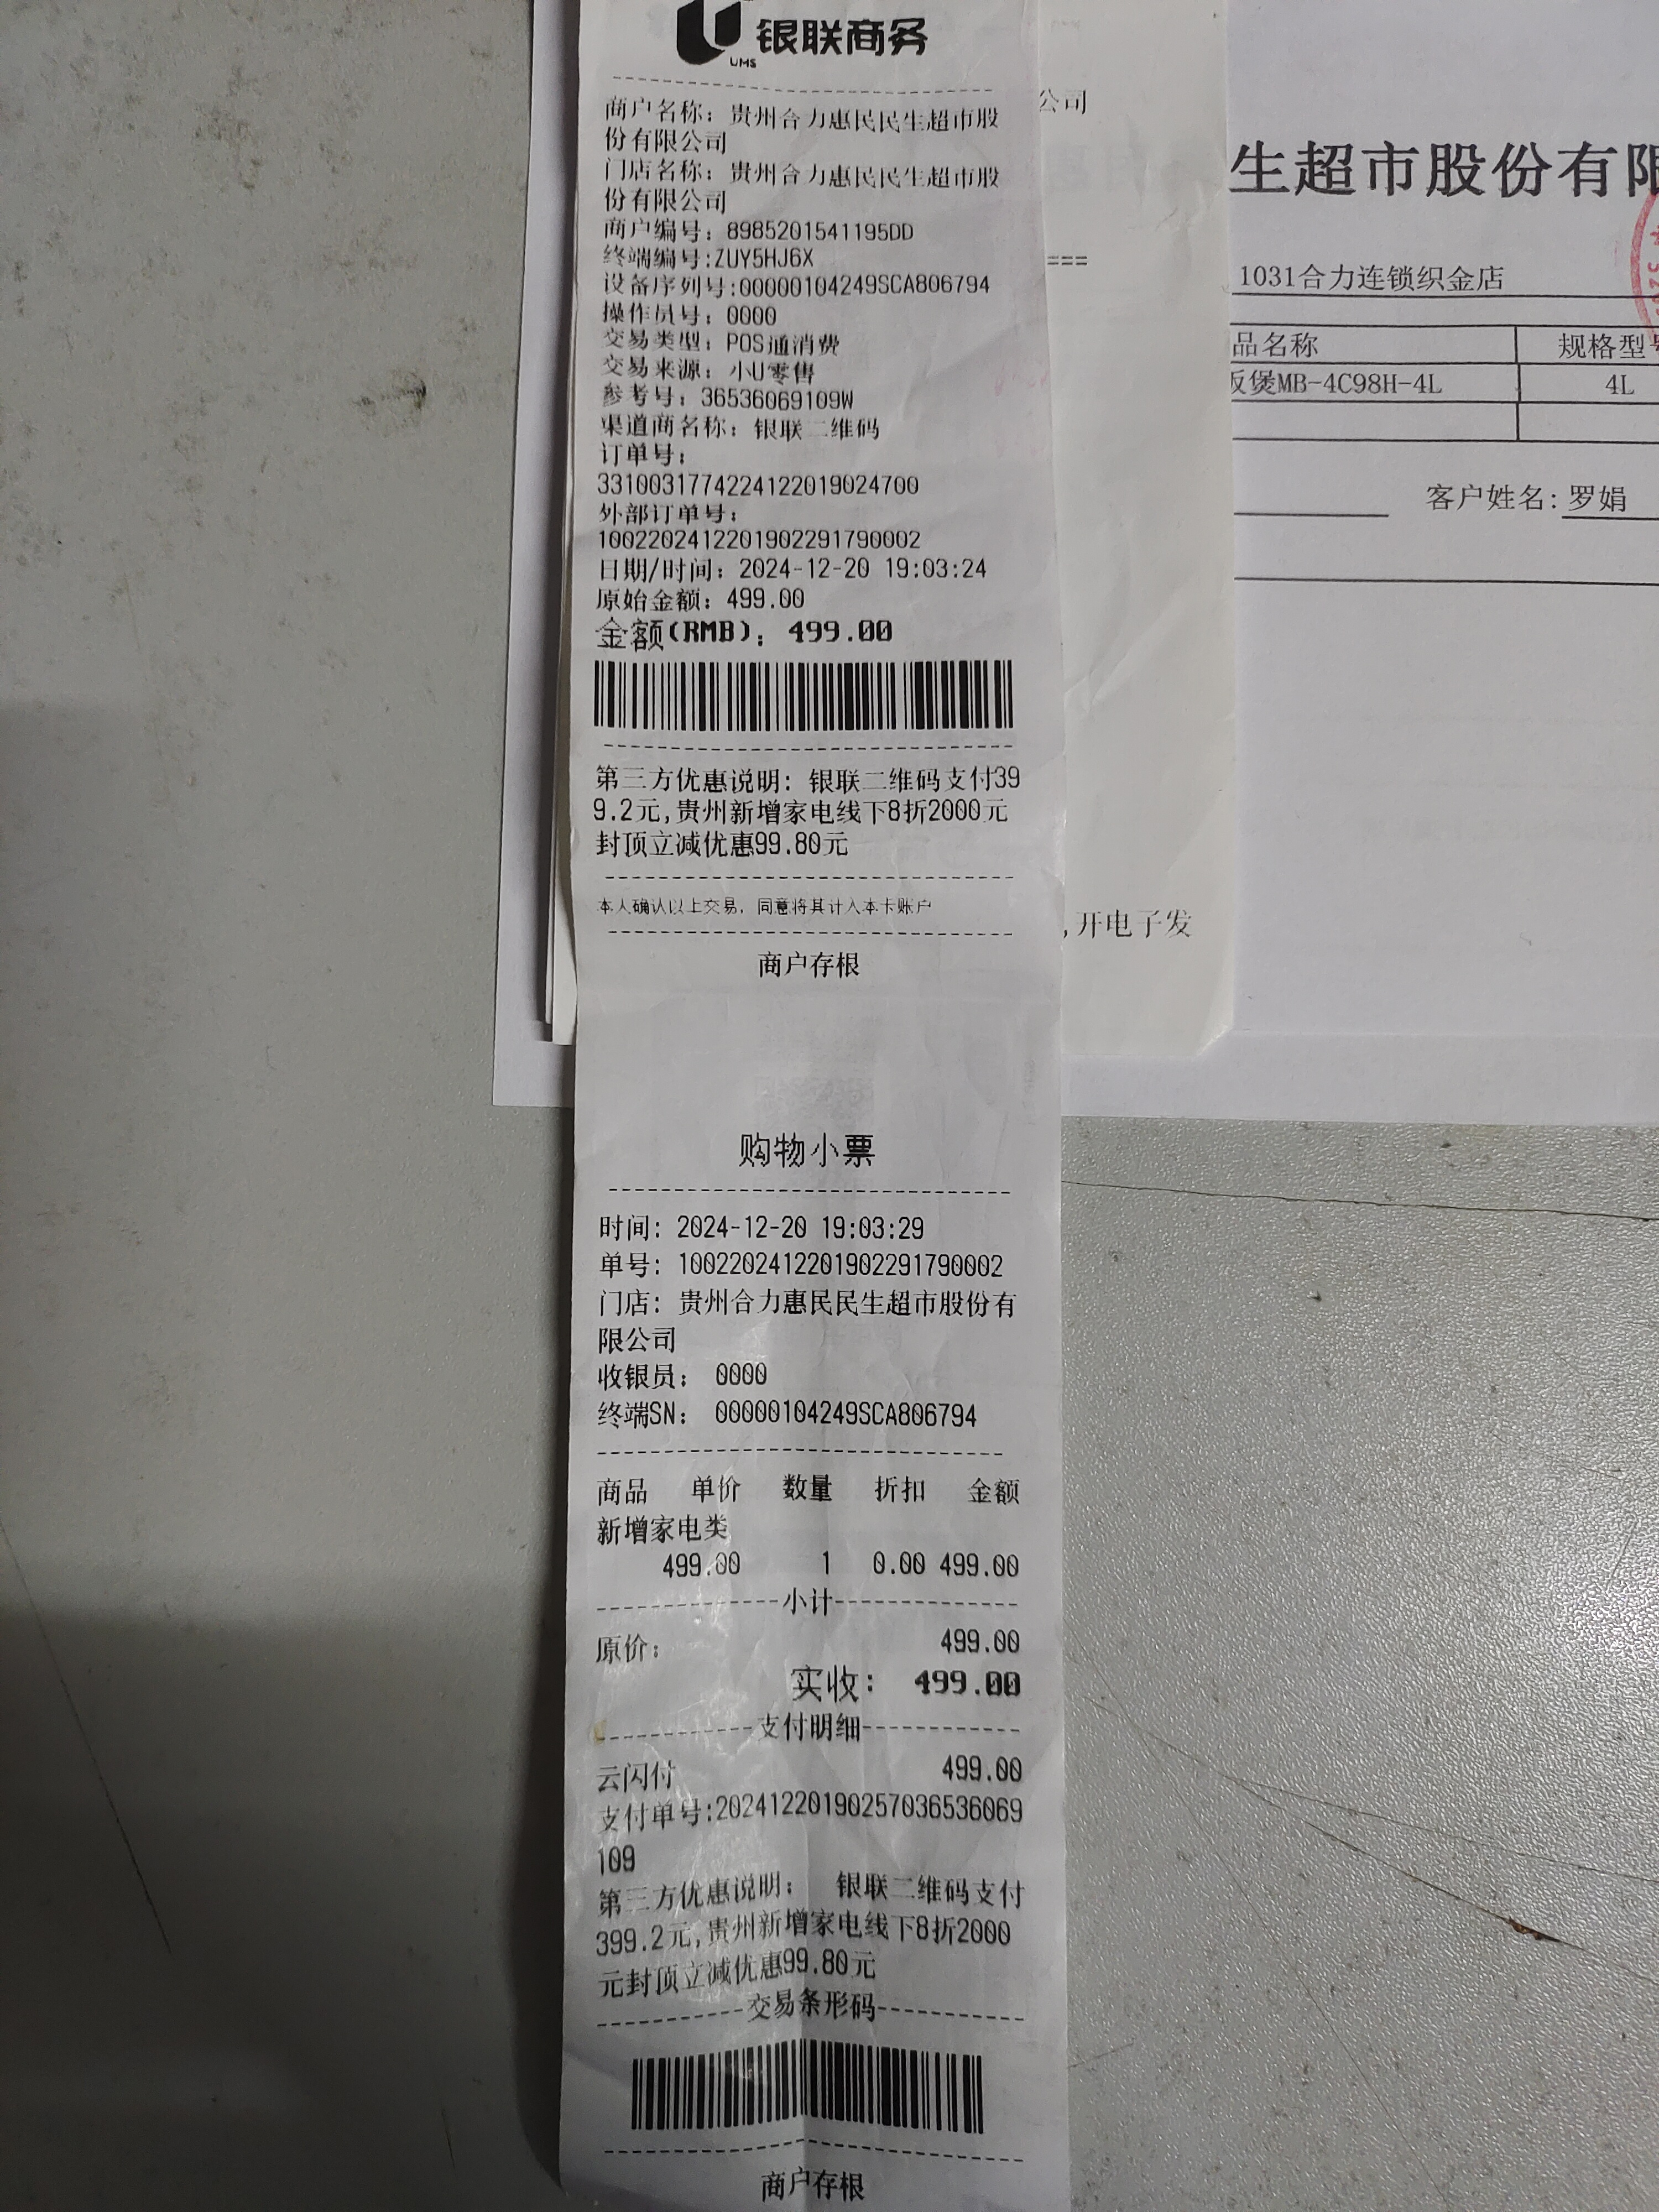 银联商务
UMS
商户名称：贵州合力惠民民生超市股
份有限公司
门店名称：贵州合力惠民民生超市股
份有限公司
商户编号：8985201541195DD
终端编号:ZUY5HJ6X
设备序列号:00000104249SCA806794
操作员号：0000
交易类型：POS通消费
交易来源：小U零售
参考号：36536069109W
渠道商名称：银联二维码
订单号：
33100317742241220190247​00
外部订单号：
1002202412201902291790002
日期/时间：2024-12-20 19:03:24
原始金额：499.00
金额(RMB)：499.00
第三方优惠说明：银联二维码支付39
9.2元,贵州新增家电线下8折2000元
封顶立减优惠99.80元
本人确认以上交易，同意将其计入本卡账户
商户存根
购物小票
时间：2024-12-20 19:03:29
单号：1002202412201902291790002
门店：贵州合力惠民民生超市股份有
限公司
收银员： 0000
终端SN： 00000104249SCA806794
商品 单价 数量 折扣 金额
新增家电类
499.00 1 0.00 499.00
小计
原价： 499.00
实收： 499.00
支付明细
云闪付 499.00
支付单号:20241220190257036536069
109
第三方优惠说明： 银联二维码支付
399.2元,贵州新增家电线下8折2000
元封顶立减优惠99.80元
交易条形码
商户存根
公司
===
,开电子发
生超市股份有限
1031合力连锁织金店
品名称 规格型号
饭煲MB-4C98H-4L 4L
客户姓名:罗娟